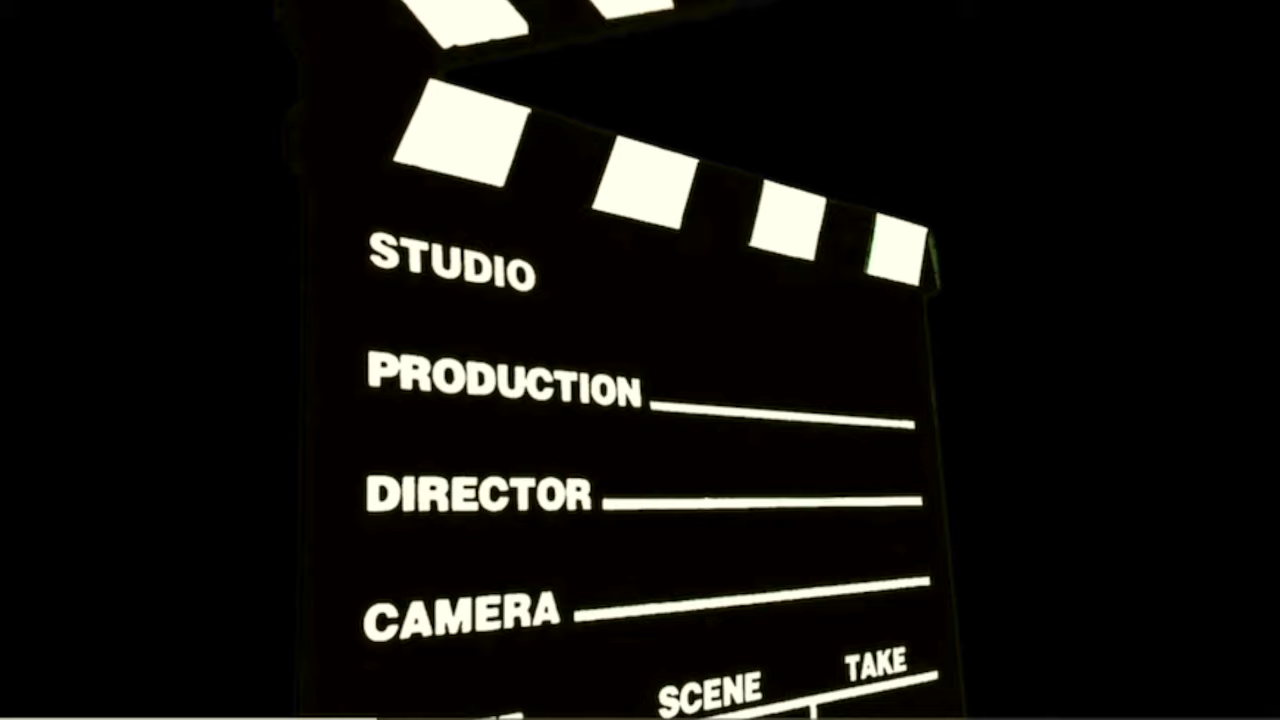 STUDIO
PRODUCTION
DIRECTOR
CAMERA
SCENE TAKE